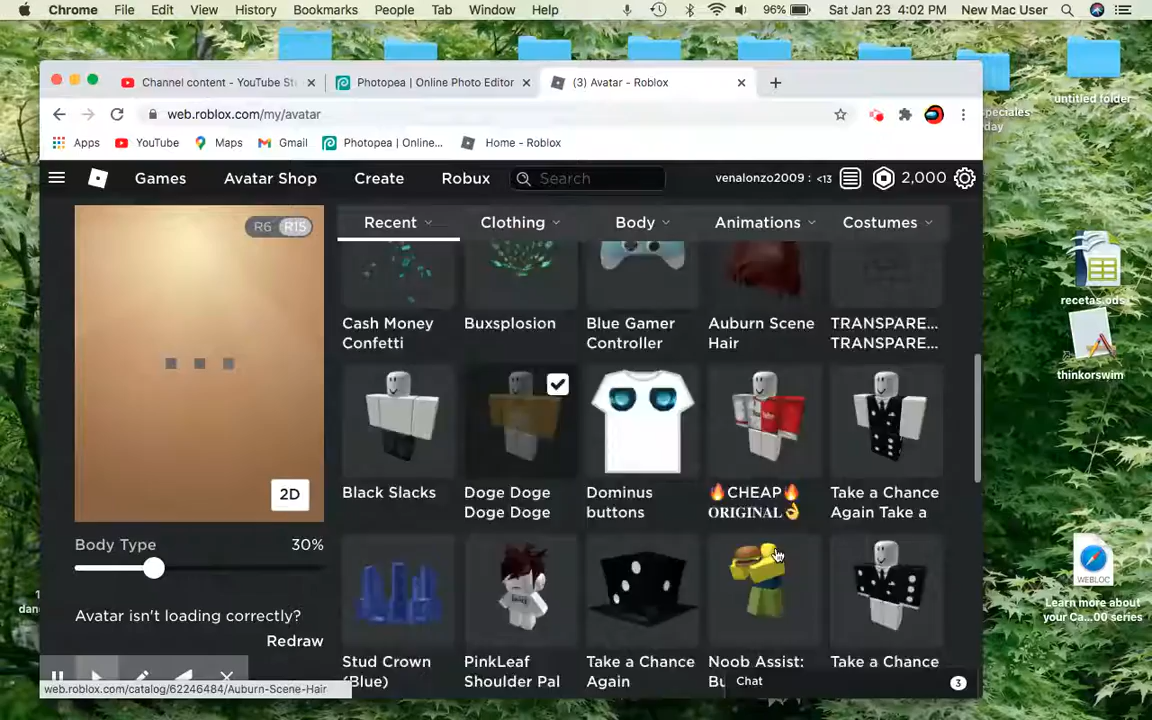 Chrome File Edit View History Bookmarks People Tab Window Help 96% Sat Jan 23 4:02 PM New Mac User
Channel content - YouTube St
Photopea | Online Photo Editor
(3) Avatar - Roblox
web.roblox.com/my/avatar
Apps YouTube Maps Gmail Photopea | Online... Home - Roblox
Games Avatar Shop Create Robux Search venalonzo2009 : <13 2,000
R6 R15
Recent Clothing Body Animations Costumes
Cash Money Confetti
Buxsplosion
Blue Gamer Controller
Auburn Scene Hair
TRANSPARE... TRANSPARE...
Black Slacks
Doge Doge Doge Doge
Dominus buttons
🔥CHEAP🔥 ORIGINAL👌
Take a Chance Again Take a
2D
Body Type 30%
Avatar isn't loading correctly?
Redraw
Stud Crown (Blue)
PinkLeaf Shoulder Pal
Take a Chance Again
Noob Assist:
Take a Chance
Chat 3
web.roblox.com/catalog/62246484/Auburn-Scene-Hair
untitled folder
recetas.ods
thinkorswim
WEBLOC
Learn more about
your Ca...00 series